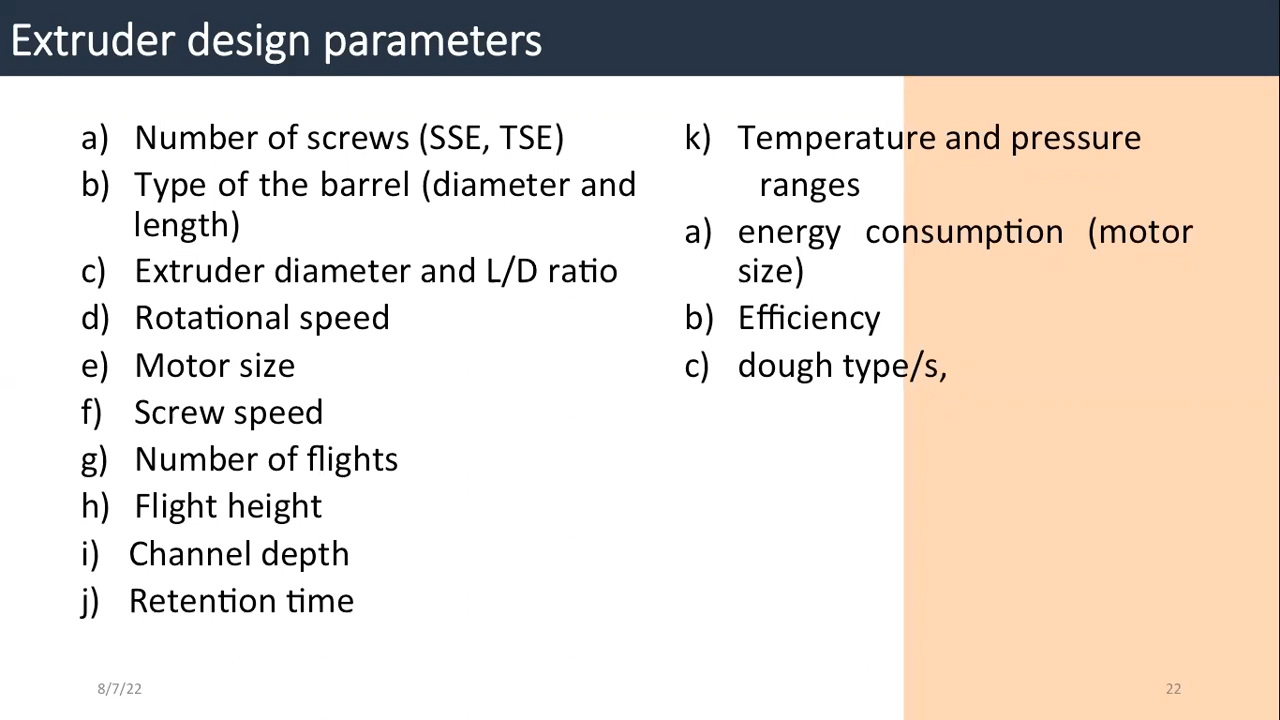 Extruder design parameters
a) Number of screws (SSE, TSE)
b) Type of the barrel (diameter and
length)
c) Extruder diameter and L/D ratio
d) Rotational speed
e) Motor size
f) Screw speed
g) Number of flights
h) Flight height
i) Channel depth
j) Retention time
k) Temperature and pressure
ranges
a) energy consumption (motor
size)
b) Efficiency
c) dough type/s,
8/7/22
22